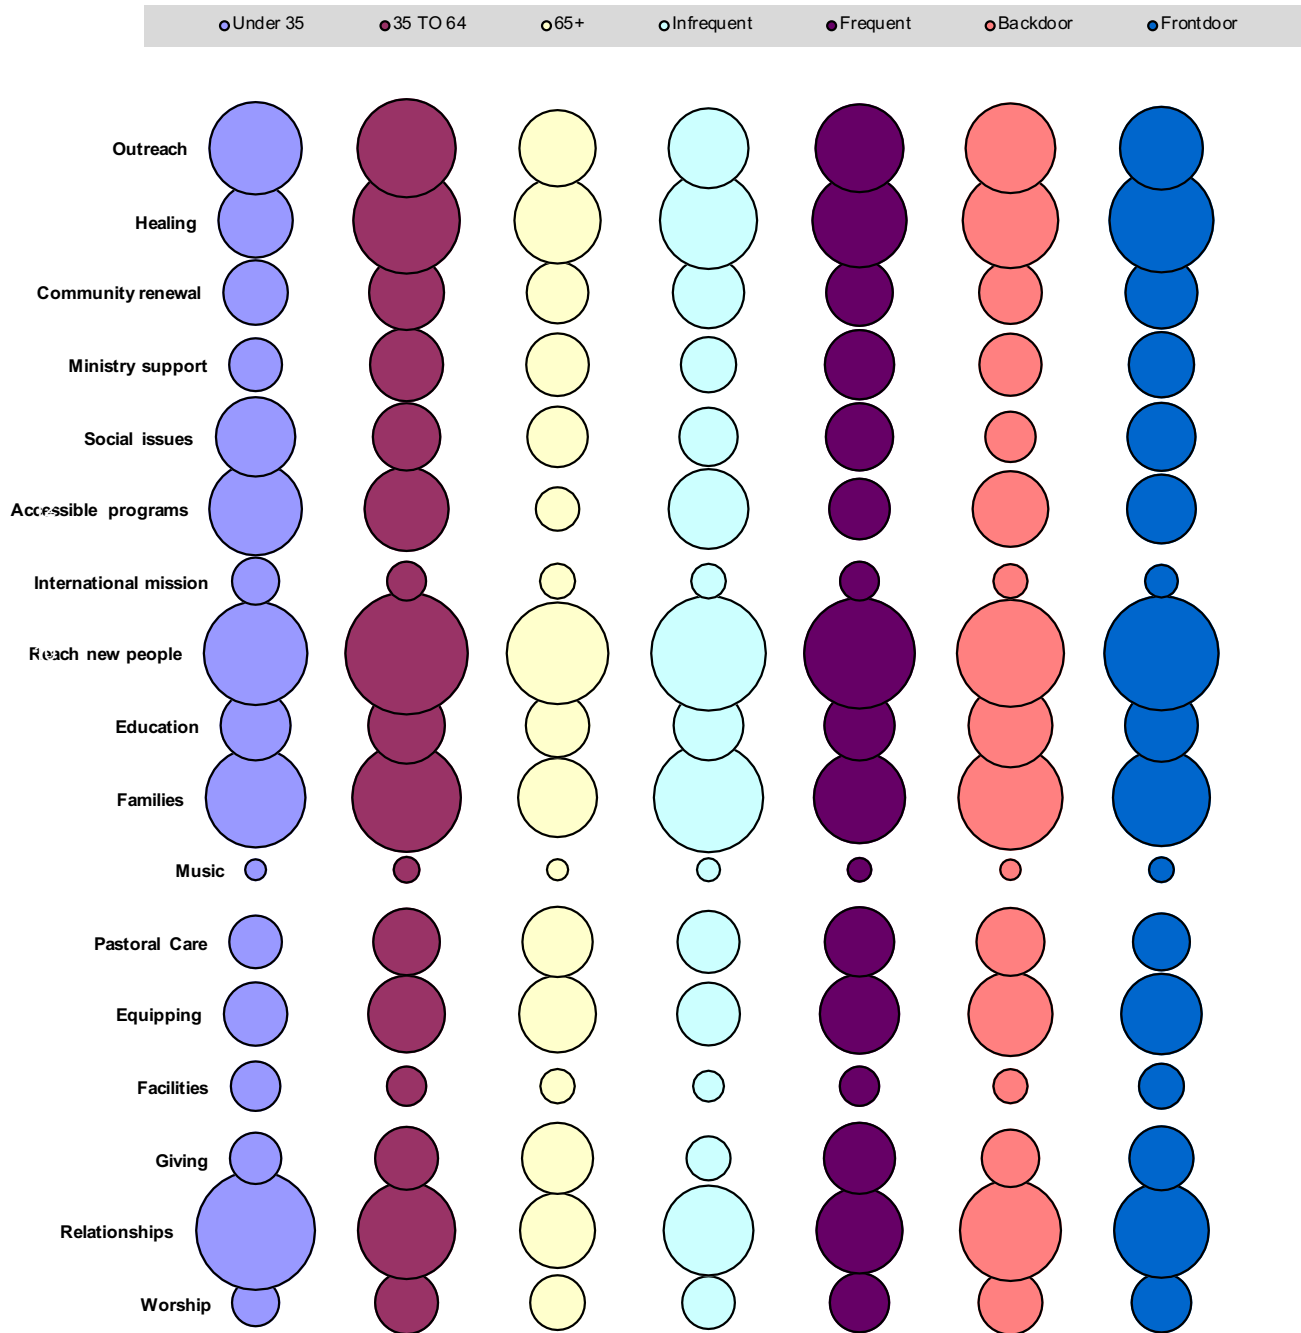 Under 35 35 TO 64 65+ Infrequent Frequent Backdoor Frontdoor
Outreach
Healing
Community renewal
Ministry support
Social issues
Accessible programs
International mission
Reach new people
Education
Families
Music
Pastoral Care
Equipping
Facilities
Giving
Relationships
Worship